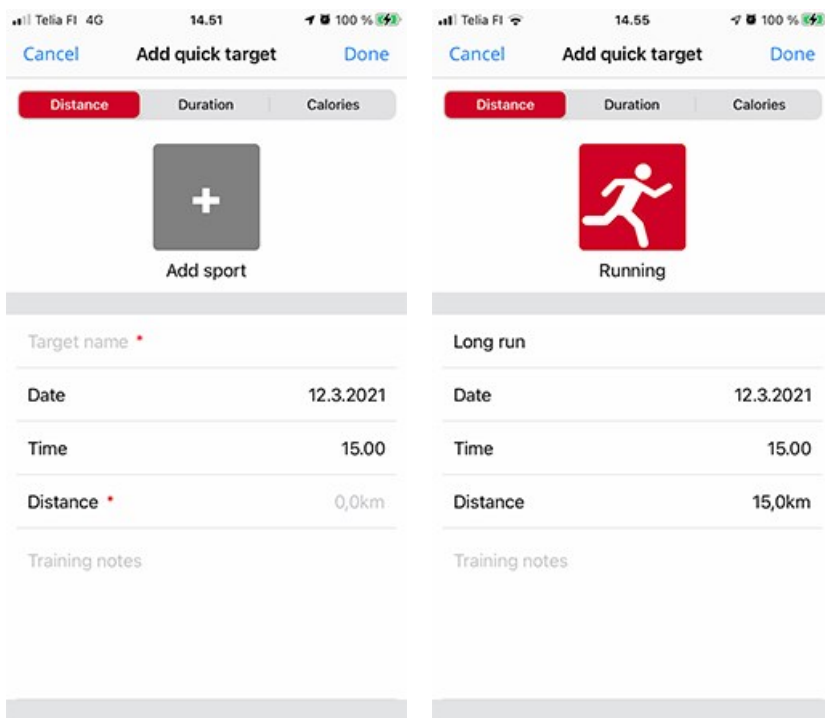 Telia FI 4G 14.51 100 %
Cancel Add quick target Done
Distance Duration Calories
+
Add sport
Target name *
Date 12.3.2021
Time 15.00
Distance * 0,0km
Training notes
Telia FI 14.55 100 %
Cancel Add quick target Done
Distance Duration Calories
Running
Long run
Date 12.3.2021
Time 15.00
Distance 15,0km
Training notes